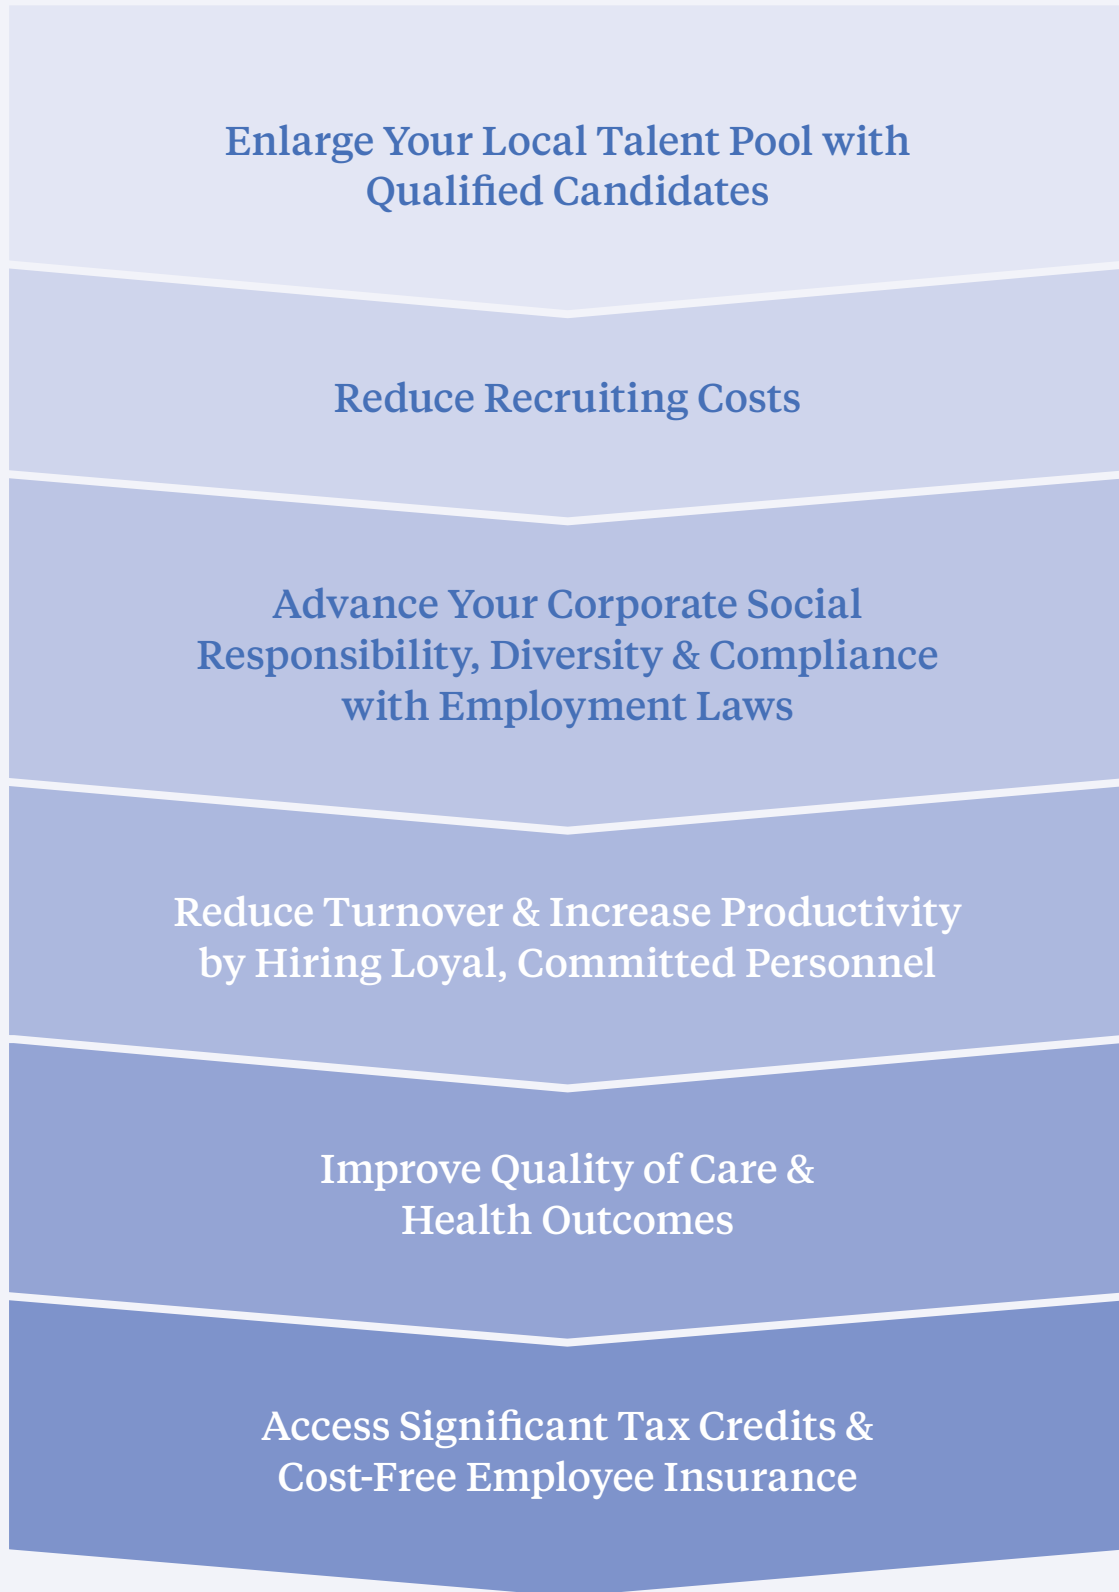 Enlarge Your Local Talent Pool with
Qualified Candidates
Reduce Recruiting Costs
Advance Your Corporate Social
Responsibility, Diversity & Compliance
with Employment Laws
Reduce Turnover & Increase Productivity
by Hiring Loyal, Committed Personnel
Improve Quality of Care &
Health Outcomes
Access Significant Tax Credits &
Cost-Free Employee Insurance